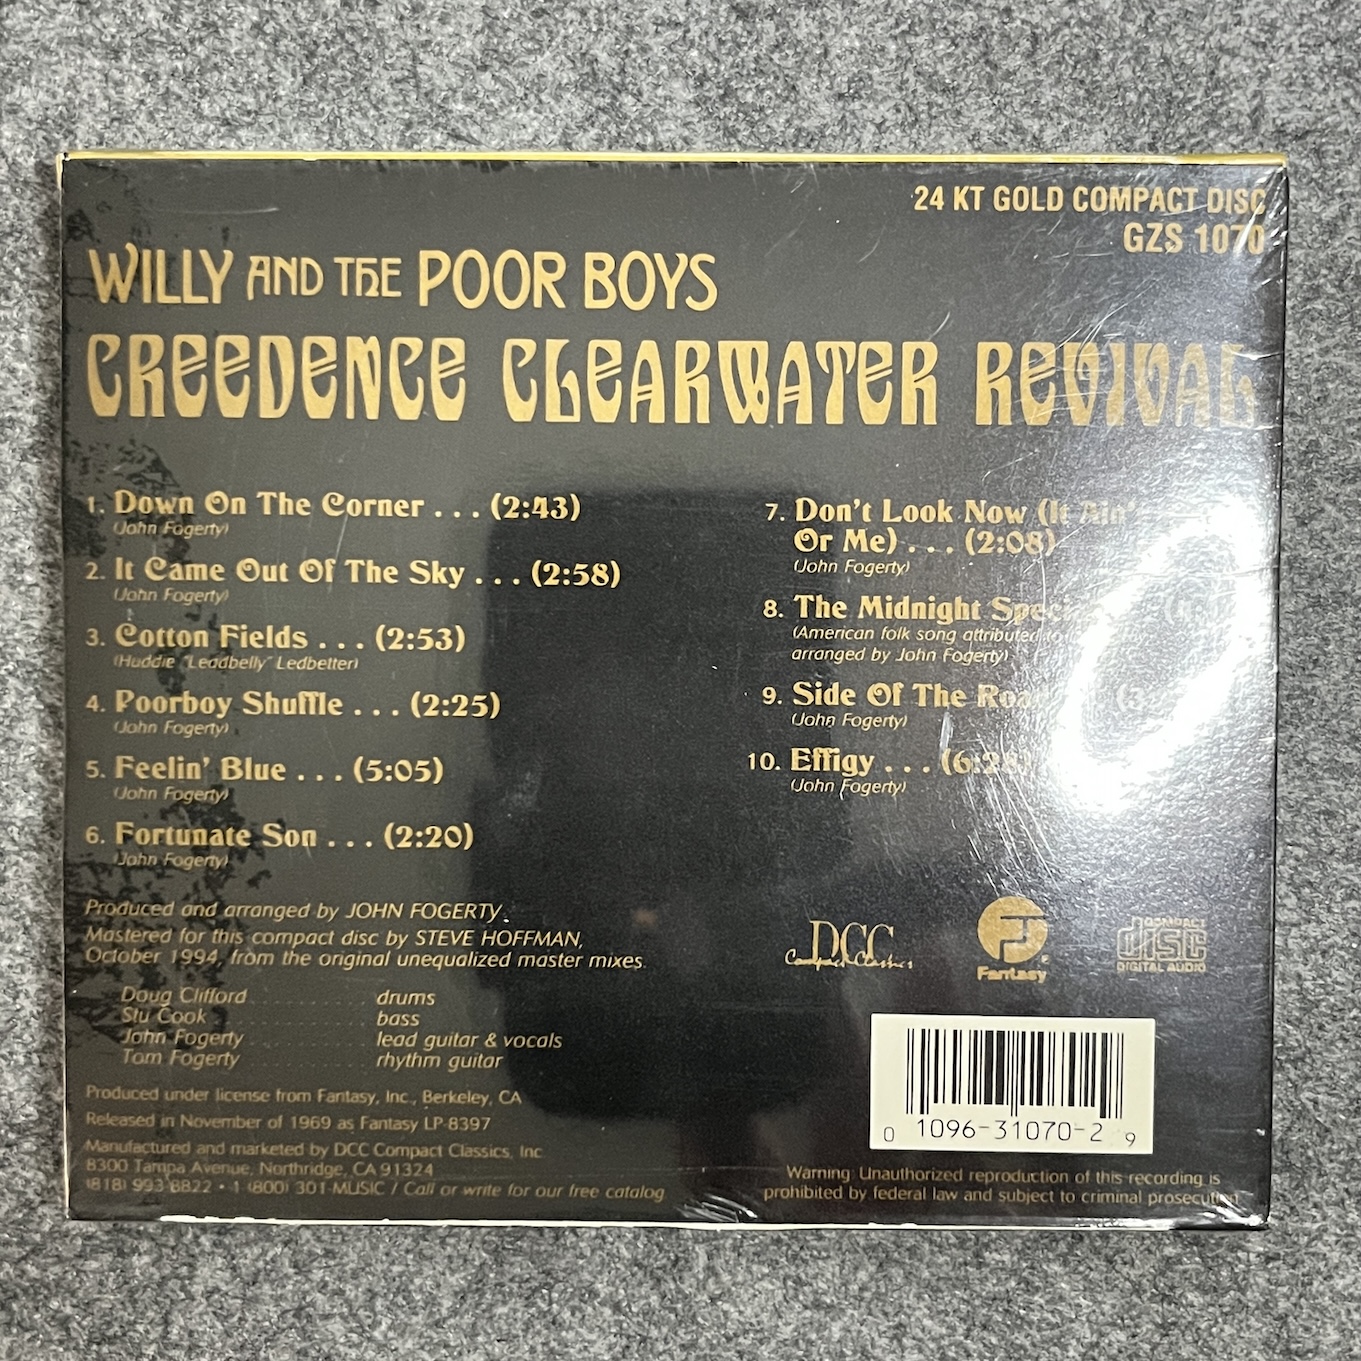 24 KT GOLD COMPACT DISC
GZS 1070
WILLY AND THE POOR BOYS
CREEDENCE CLEARWATER REVIVAL
1. Down On The Corner . . . (2:43)
(John Fogerty)
2. It Came Out Of The Sky . . . (2:58)
(John Fogerty)
3. Cotton Fields . . . (2:53)
(Huddie "Leadbelly" Ledbetter)
4. Poorboy Shuffle . . . (2:25)
(John Fogerty)
5. Feelin' Blue . . . (5:05)
(John Fogerty)
6. Fortunate Son . . . (2:20)
(John Fogerty)
7. Don't Look Now (It Ain't
Or Me) . . . (2:08)
(John Fogerty)
8. The Midnight Special
(American folk song attributed to
arranged by John Fogerty)
9. Side Of The Road
(John Fogerty)
10. Effigy . . .
(John Fogerty)
Produced and arranged by JOHN FOGERTY.
Mastered for this compact disc by STEVE HOFFMAN,
October 1994, from the original unequalized master mixes.
Doug Clifford . . . . . . . . . . . drums
Stu Cook . . . . . . . . . . . bass
John Fogerty . . . . . . . . . . . lead guitar & vocals
Tom Fogerty . . . . . . . . . . . rhythm guitar
Produced under license from Fantasy, Inc., Berkeley, CA
Released in November of 1969 as Fantasy LP-8397
Manufactured and marketed by DCC Compact Classics, Inc
8300 Tampa Avenue, Northridge, CA 91324
(818) 993-8822 • 1 (800) 301-MUSIC / Call or write for our free catalog
DCC
Compact Classics
Fantasy
COMPACT
disc
DIGITAL AUDIO
0 1096-31070-2 9
Warning: Unauthorized reproduction of this recording is
prohibited by federal law and subject to criminal prosecution